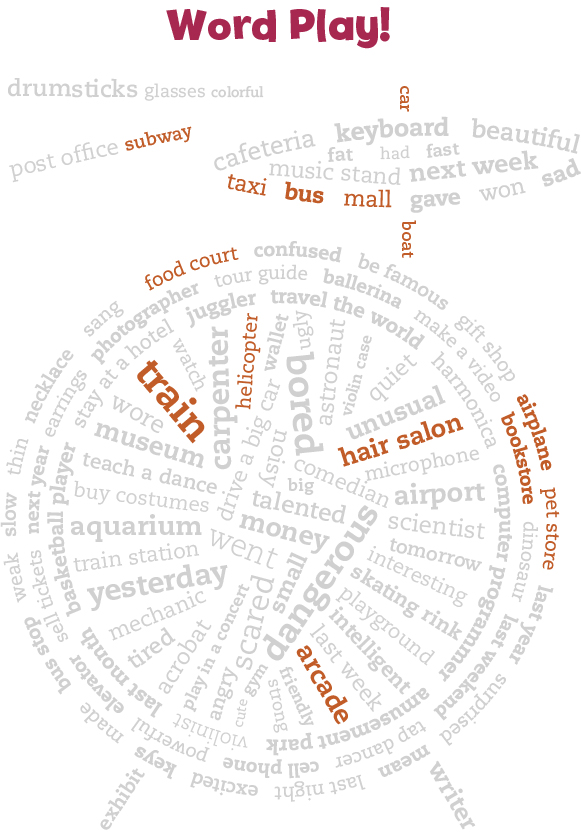 Word Play!
drumsticks glasses colorful
car
post office subway
cafeteria keyboard beautiful
fat had fast
music stand next week sad
taxi bus mall gave won
boat
food court confused be famous
tour guide ballerina
photographer juggler travel the world
sang
gift shop
make a video
stay at a hotel
watch
carpenter
helicopter
wallet
ugly
bored
astronaut
violin case
quiet
harmonica
necklace
earrings
train
wore
drive a big car
noisy
unusual
hair salon
airplane
bookstore
thin
museum
microphone
next year
basketball player
teach a dance
comedian
big
airport
computer programmer
pet store
slow
buy costumes
talented
scientist
dinosaur
aquarium
money
went
tomorrow
weak
sell tickets
train station
dangerous
interesting
yesterday
small
skating rink
last year
scared
playground
mechanic
go
intelligent
last weekend
bus stop
tired
acrobat
play in a concert
last week
elevator
last month
angry
gym
arcade
friendly
surprised
cute
strong
made
violinist
amusement park
tap dancer
powerful
cell phone
mean
keys
excited
last night
exhibit
writer